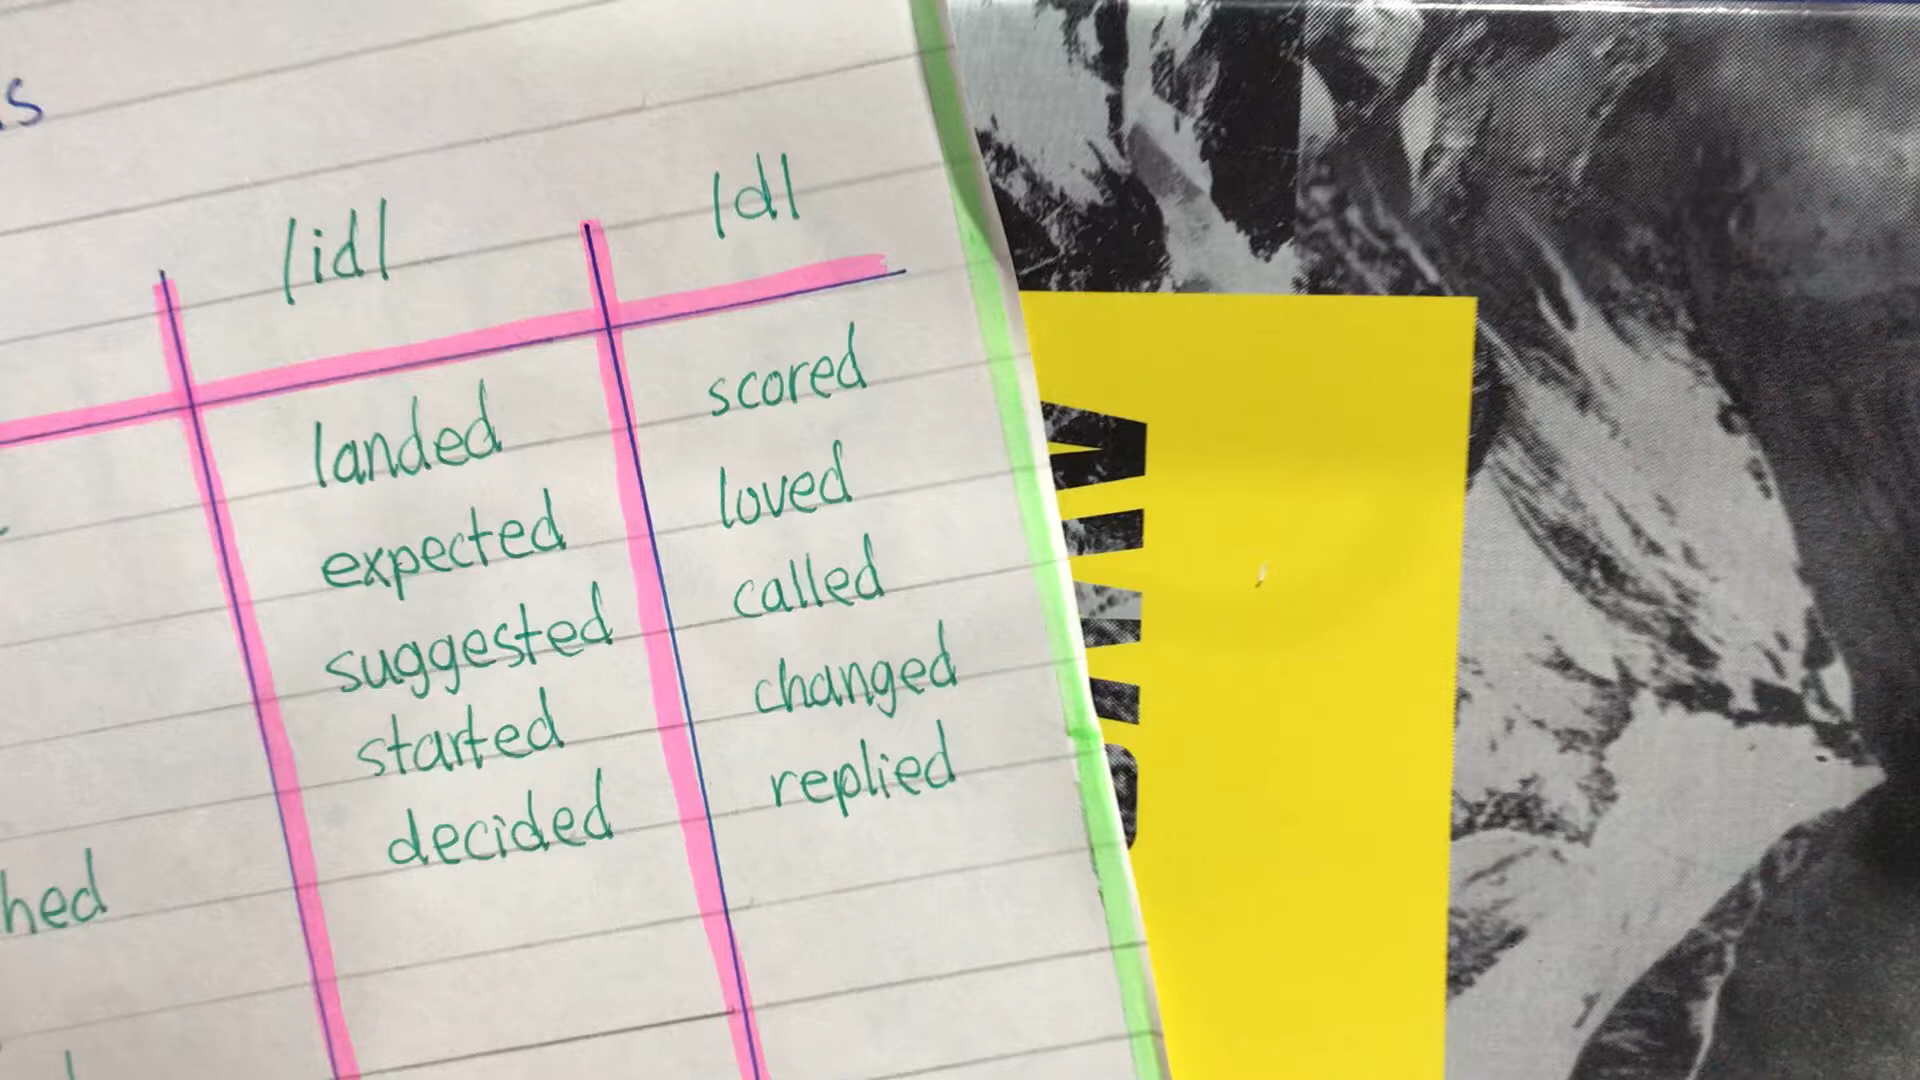 /id/ /d/
landed scored
expected loved
suggested called
started changed
decided replied
hed